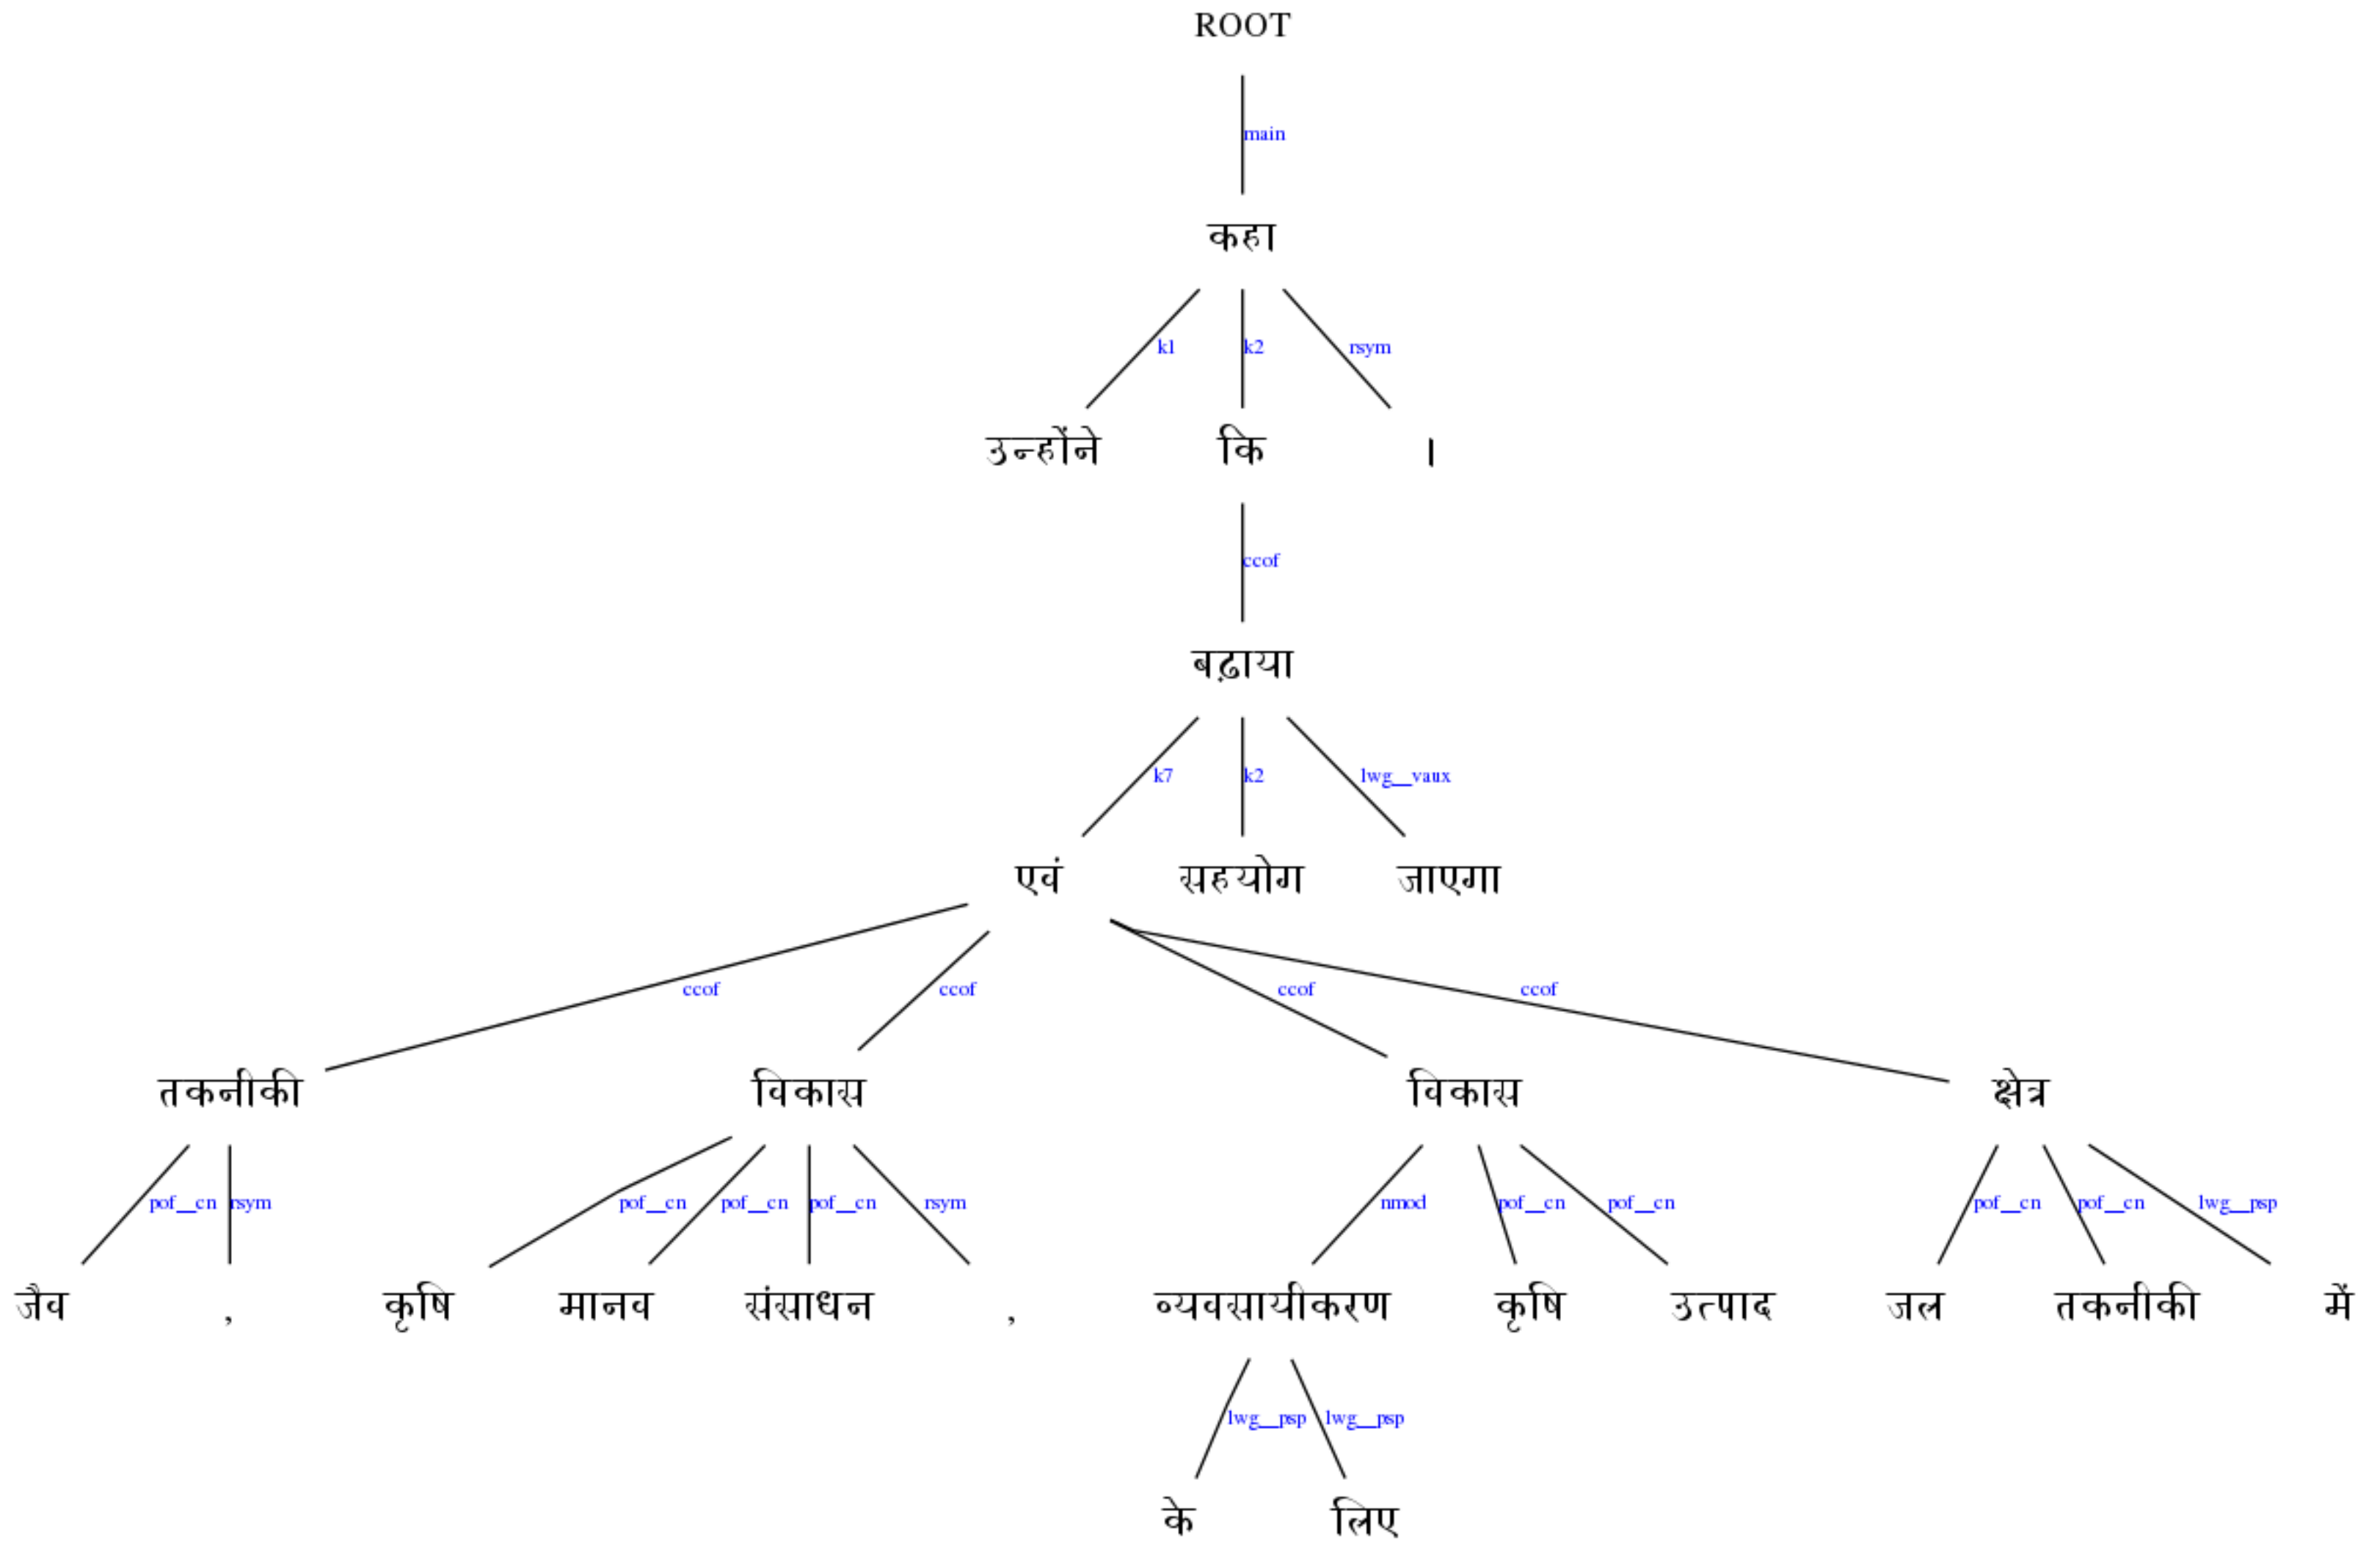 ROOT
main
कहा
k1 k2 rsym
उन्होंने कि ।
ccof
बढ़ाया
k7 k2 lwg__vaux
एवं सहयोग जाएगा
ccof ccof ccof ccof
तकनीकी विकास विकास क्षेत्र
pof__cn rsym pof__cn pof__cn pof__cn rsym nmod pof__cn pof__cn pof__cn pof__cn lwg__psp
जैव , कृषि मानव संसाधन , व्यवसायीकरण कृषि उत्पाद जल तकनीकी में
lwg__psp lwg__psp
के लिए